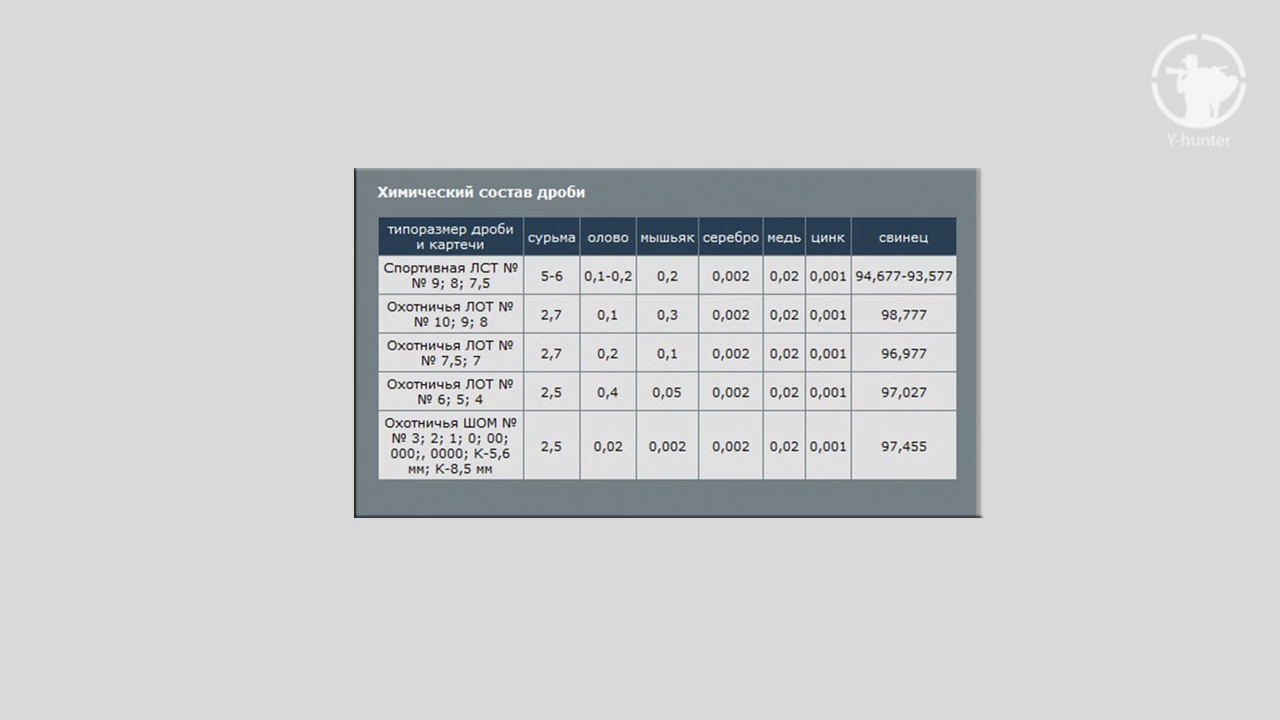 Y-hunter
Химический состав дроби
типоразмер дроби и картечи сурьма олово мышьяк серебро медь цинк свинец
Спортивная ЛСТ №
№ 9; 8; 7,5 5-6 0,1-0,2 0,2 0,002 0,02 0,001 94,677-93,577
Охотничья ЛОТ №
№ 10; 9; 8 2,7 0,1 0,3 0,002 0,02 0,001 98,777
Охотничья ЛОТ №
№ 7,5; 7 2,7 0,2 0,1 0,002 0,02 0,001 96,977
Охотничья ЛОТ №
№ 6; 5; 4 2,5 0,4 0,05 0,002 0,02 0,001 97,027
Охотничья ШОМ №
№ 3; 2; 1; 0; 00;
000;, 0000; К-5,6
мм; К-8,5 мм 2,5 0,02 0,002 0,002 0,02 0,001 97,455